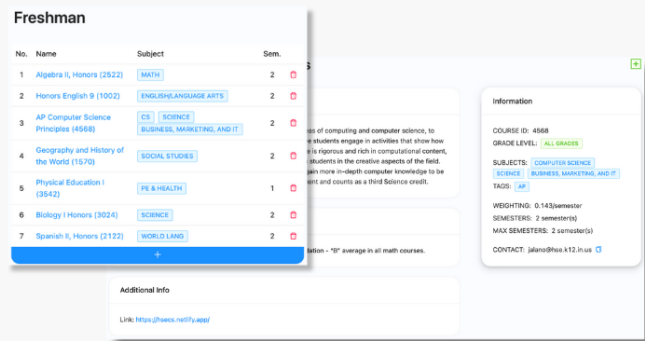 Freshman
No. Name Subject Sem.
1 Algebra II, Honors (2522) MATH 2
2 Honors English 9 (1002) ENGLISH/LANGUAGE ARTS 2
3 AP Computer Science Principles (4568) CS SCIENCE BUSINESS, MARKETING, AND IT 2
4 Geography and History of the World (1570) SOCIAL STUDIES 2
5 Physical Education I (3542) PE & HEALTH 1
6 Biology I Honors (3024) SCIENCE 2
7 Spanish II, Honors (2122) WORLD LANG 2
+
s
as of computing and computer science, to
e students engage in activities that show how
e is rigorous and rich in computational content,
students in the creative aspects of the field.
gain more in-depth computer knowledge to be
ent and counts as a third Science credit.
dation - "B" average in all math courses.
Additional Info
Link: https://hsecs.netlify.app/
Information
COURSE ID: 4568
GRADE LEVEL: ALL GRADES
SUBJECTS: COMPUTER SCIENCE
SCIENCE BUSINESS, MARKETING, AND IT
TAGS: AP
WEIGHTING: 0.143/semester
SEMESTERS: 2 semester(s)
MAX SEMESTERS: 2 semester(s)
CONTACT: jalano@hse.k12.in.us